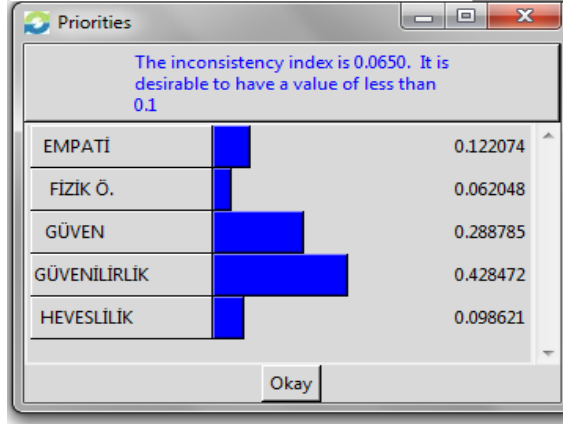 Priorities
The inconsistency index is 0.0650. It is
desirable to have a value of less than
0.1
EMPATİ 0.122074
FİZİK Ö. 0.062048
GÜVEN 0.288785
GÜVENİLİRLİK 0.428472
HEVESLİLİK 0.098621
Okay